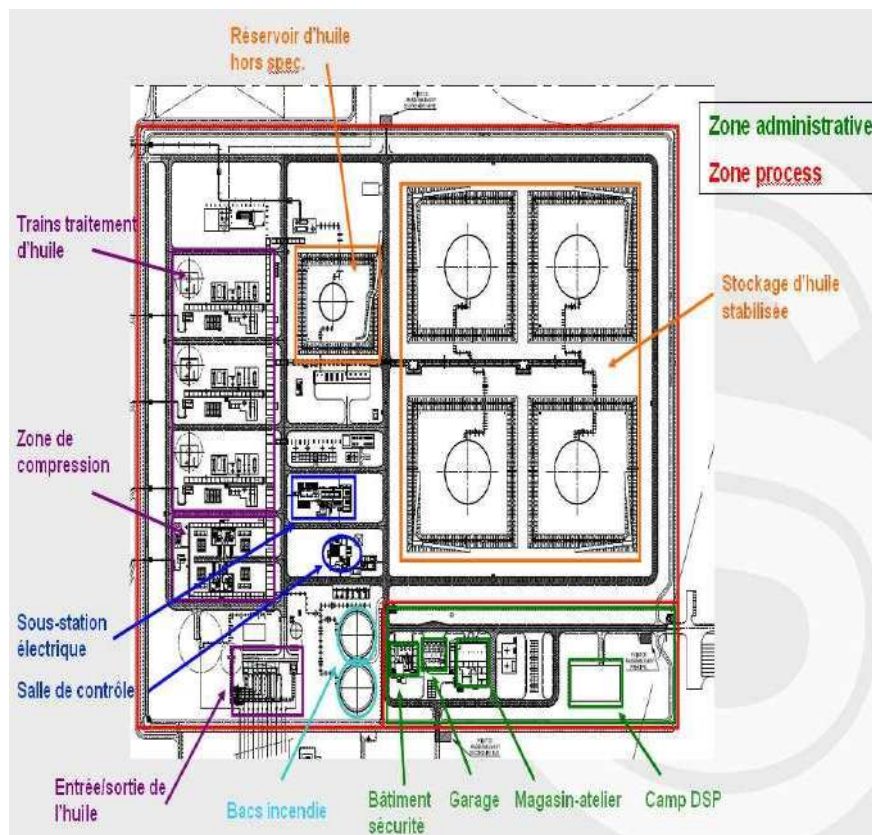 Réservoir d'huile
hors spec.
Zone administrative
Zone process
Trains traitement
d'huile
Stockage d'huile
stabilisée
Zone de
compression
Sous-station
électrique
Salle de contrôle
Entrée/sortie de
l'huile
Bacs incendie
Bâtiment
sécurité
Garage
Magasin-atelier
Camp DSP